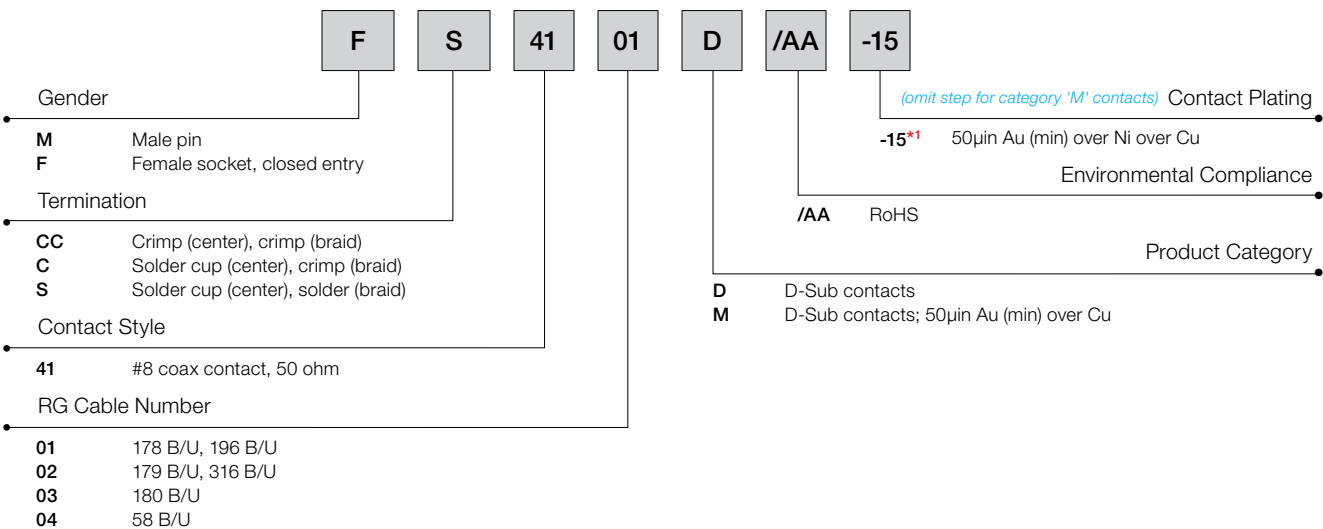 F S 41 01 D /AA -15
Gender
M Male pin
F Female socket, closed entry
Termination
CC Crimp (center), crimp (braid)
C Solder cup (center), crimp (braid)
S Solder cup (center), solder (braid)
Contact Style
41 #8 coax contact, 50 ohm
RG Cable Number
01 178 B/U, 196 B/U
02 179 B/U, 316 B/U
03 180 B/U
04 58 B/U
(omit step for category 'M' contacts) Contact Plating
-15*1 50µin Au (min) over Ni over Cu
Environmental Compliance
/AA RoHS
Product Category
D D-Sub contacts
M D-Sub contacts; 50µin Au (min) over Cu